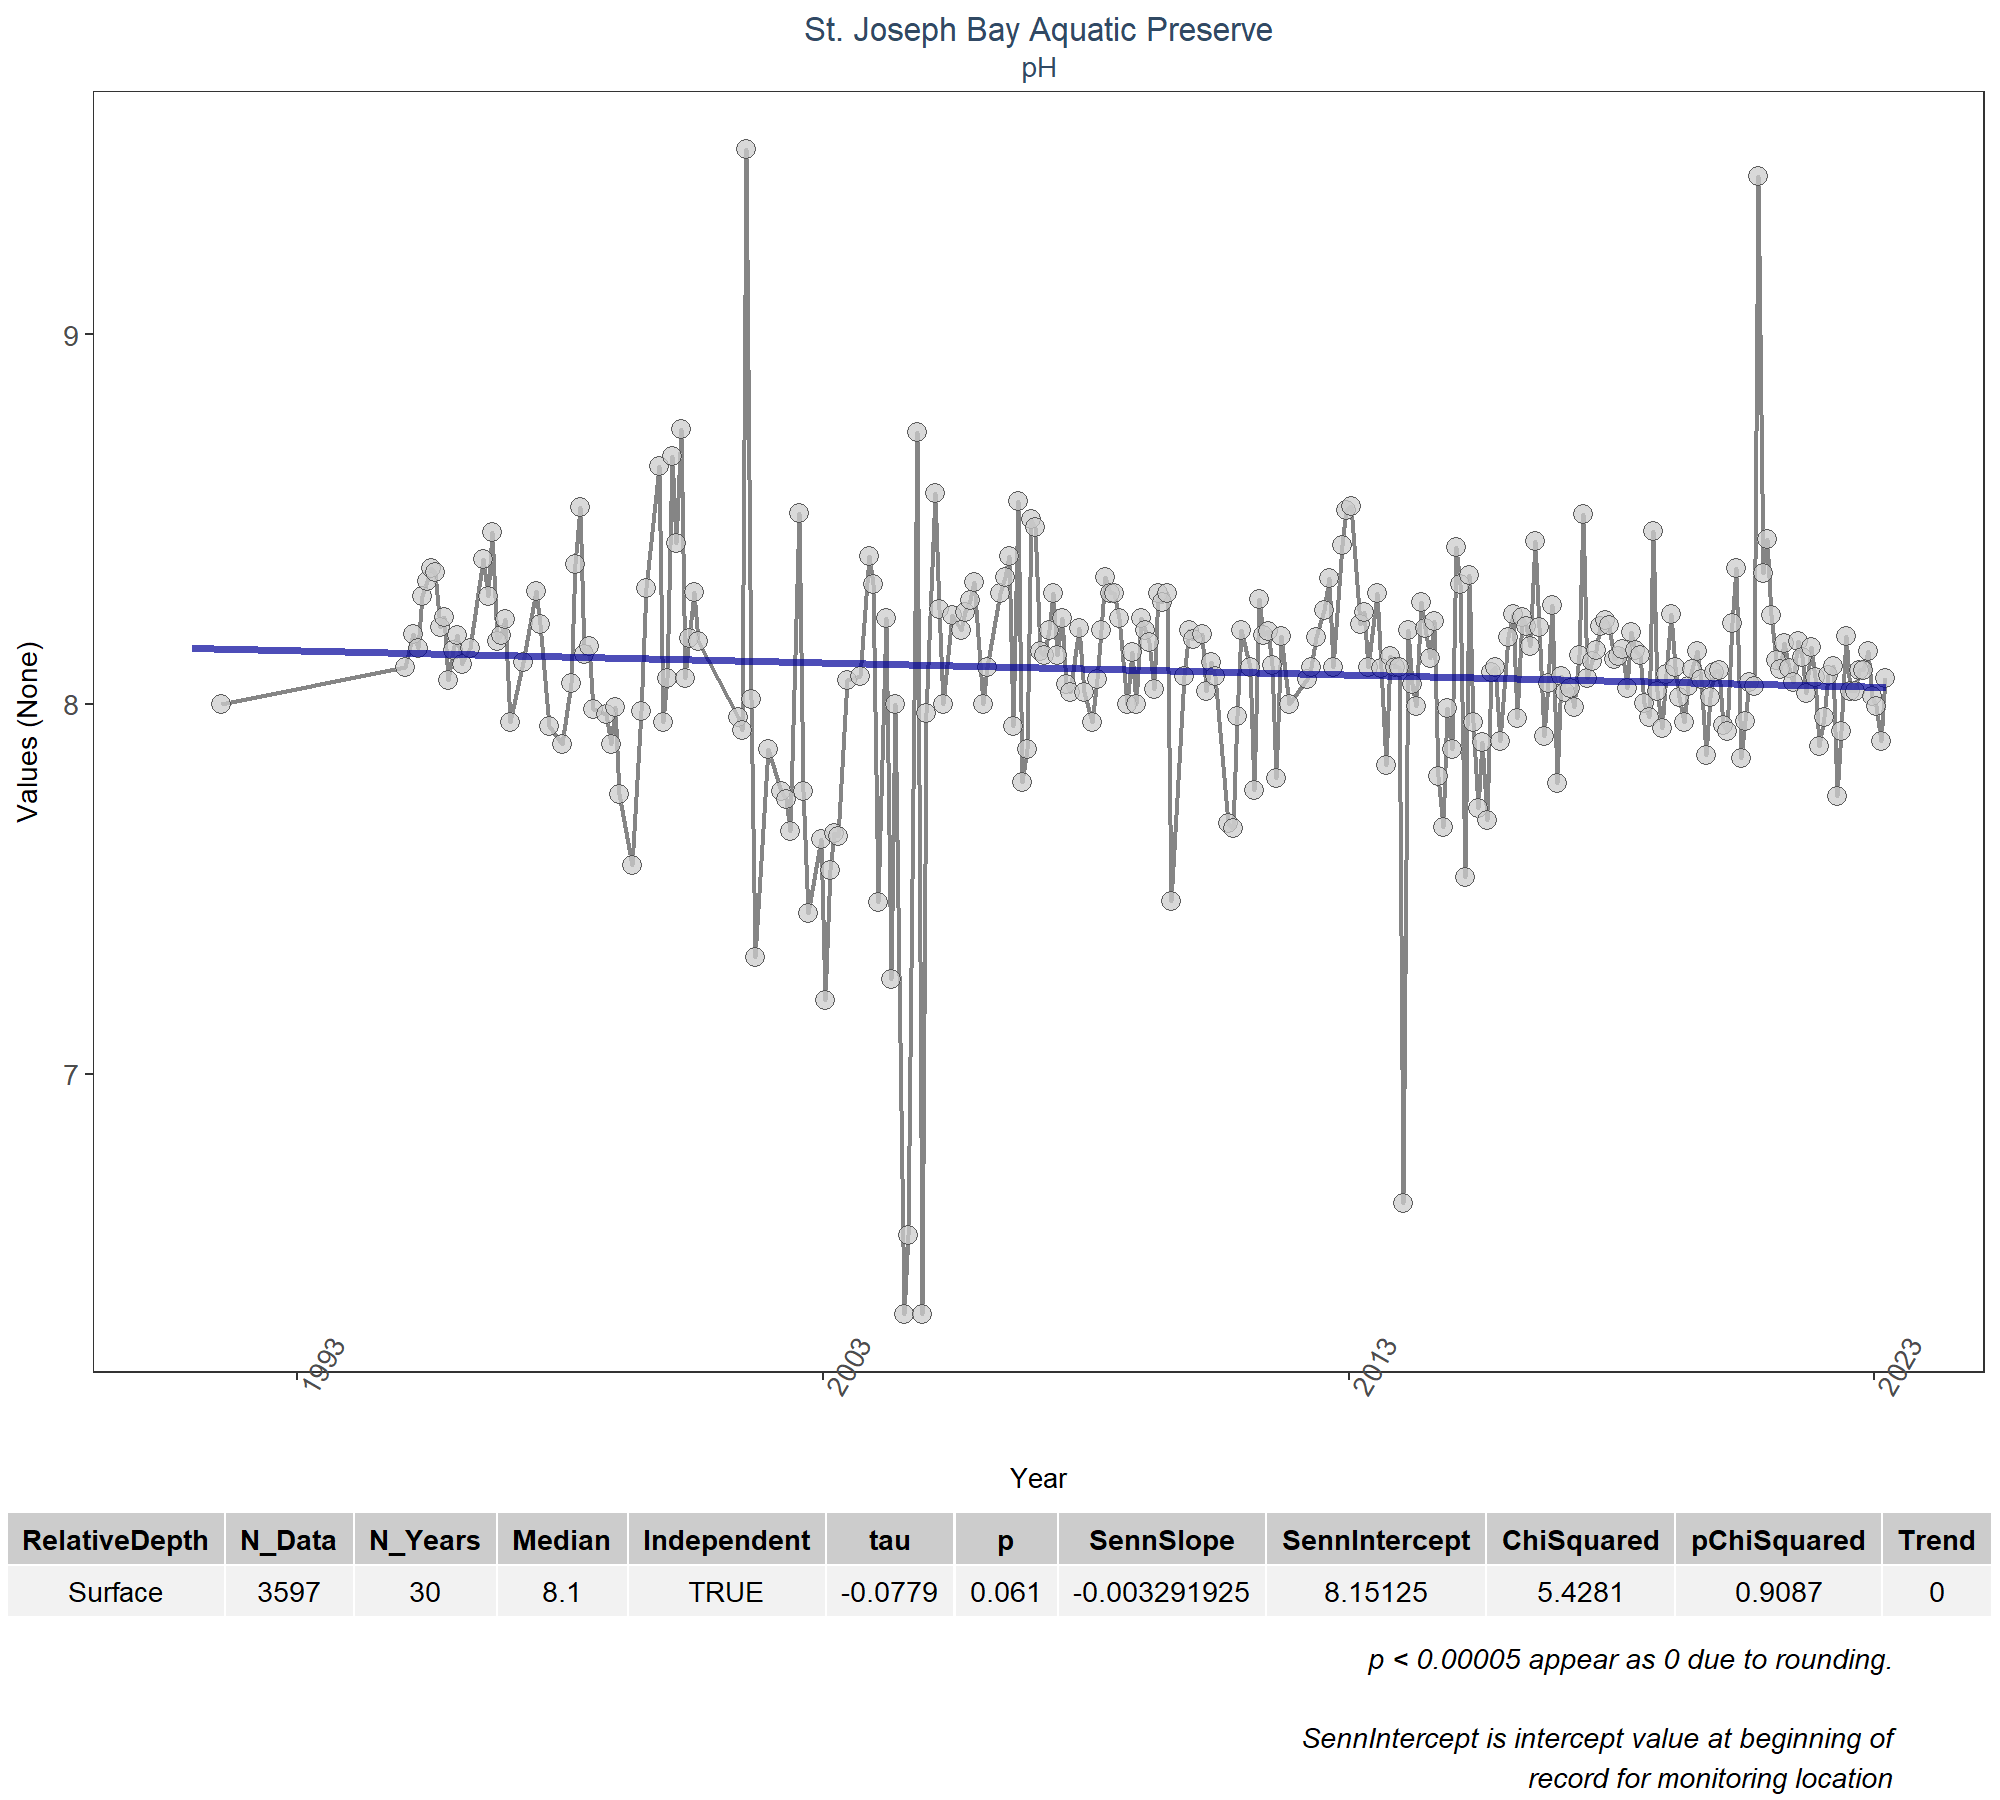 St. Joseph Bay Aquatic Preserve
pH
Values (None)
9
8
7
1993
2003
2013
2023
Year
RelativeDepth N_Data N_Years Median Independent tau p SennSlope SennIntercept ChiSquared pChiSquared Trend
Surface 3597 30 8.1 TRUE -0.0779 0.061 -0.003291925 8.15125 5.4281 0.9087 0
p < 0.00005 appear as 0 due to rounding.
SennIntercept is intercept value at beginning of
record for monitoring location